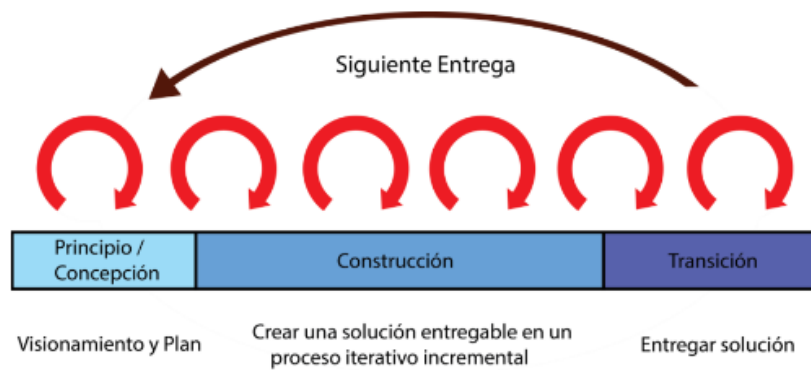 Siguiente Entrega
Principio /
Concepción
Construcción
Transición
Visionamiento y Plan
Crear una solución entregable en un
proceso iterativo incremental
Entregar solución